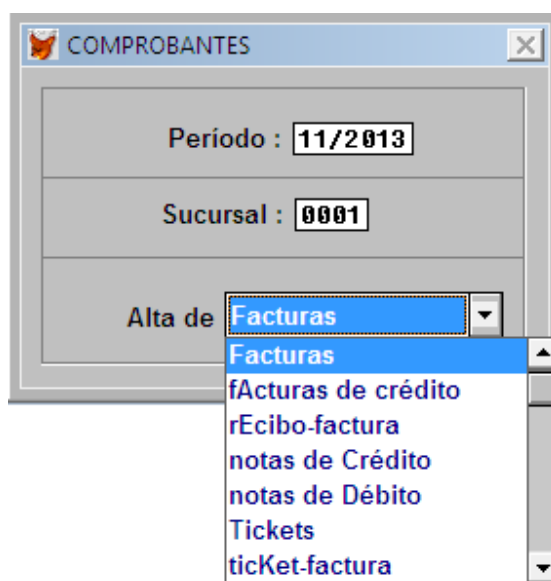 COMPROBANTES
Período : 11/2013
Sucursal : 0001
Alta de Facturas
Facturas
fActuras de crédito
rEcibo-factura
notas de Crédito
notas de Débito
Tickets
ticKet-factura